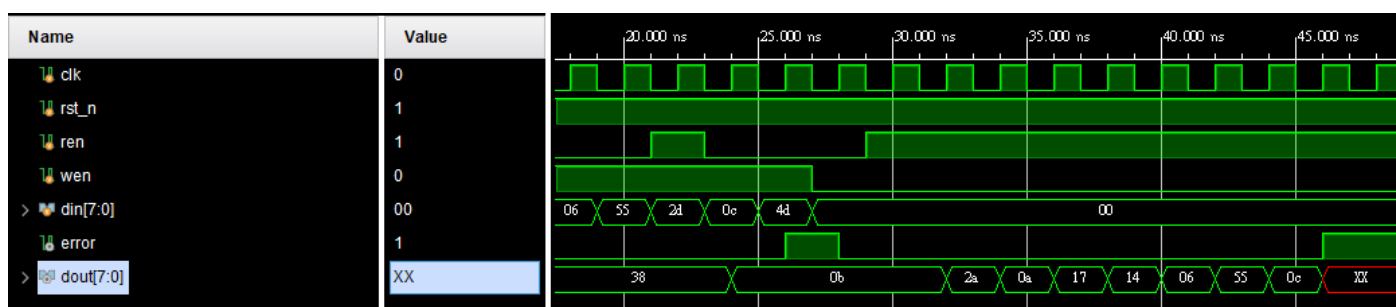 Name Value 20.000 ns 25.000 ns 30.000 ns 35.000 ns 40.000 ns 45.000 ns
clk 0
rst_n 1
ren 1
wen 0
> din[7:0] 00 06 55 2d 0c 4d 00
error 1
> dout[7:0] XX 38 0b 2a 0a 17 14 06 55 0c XX